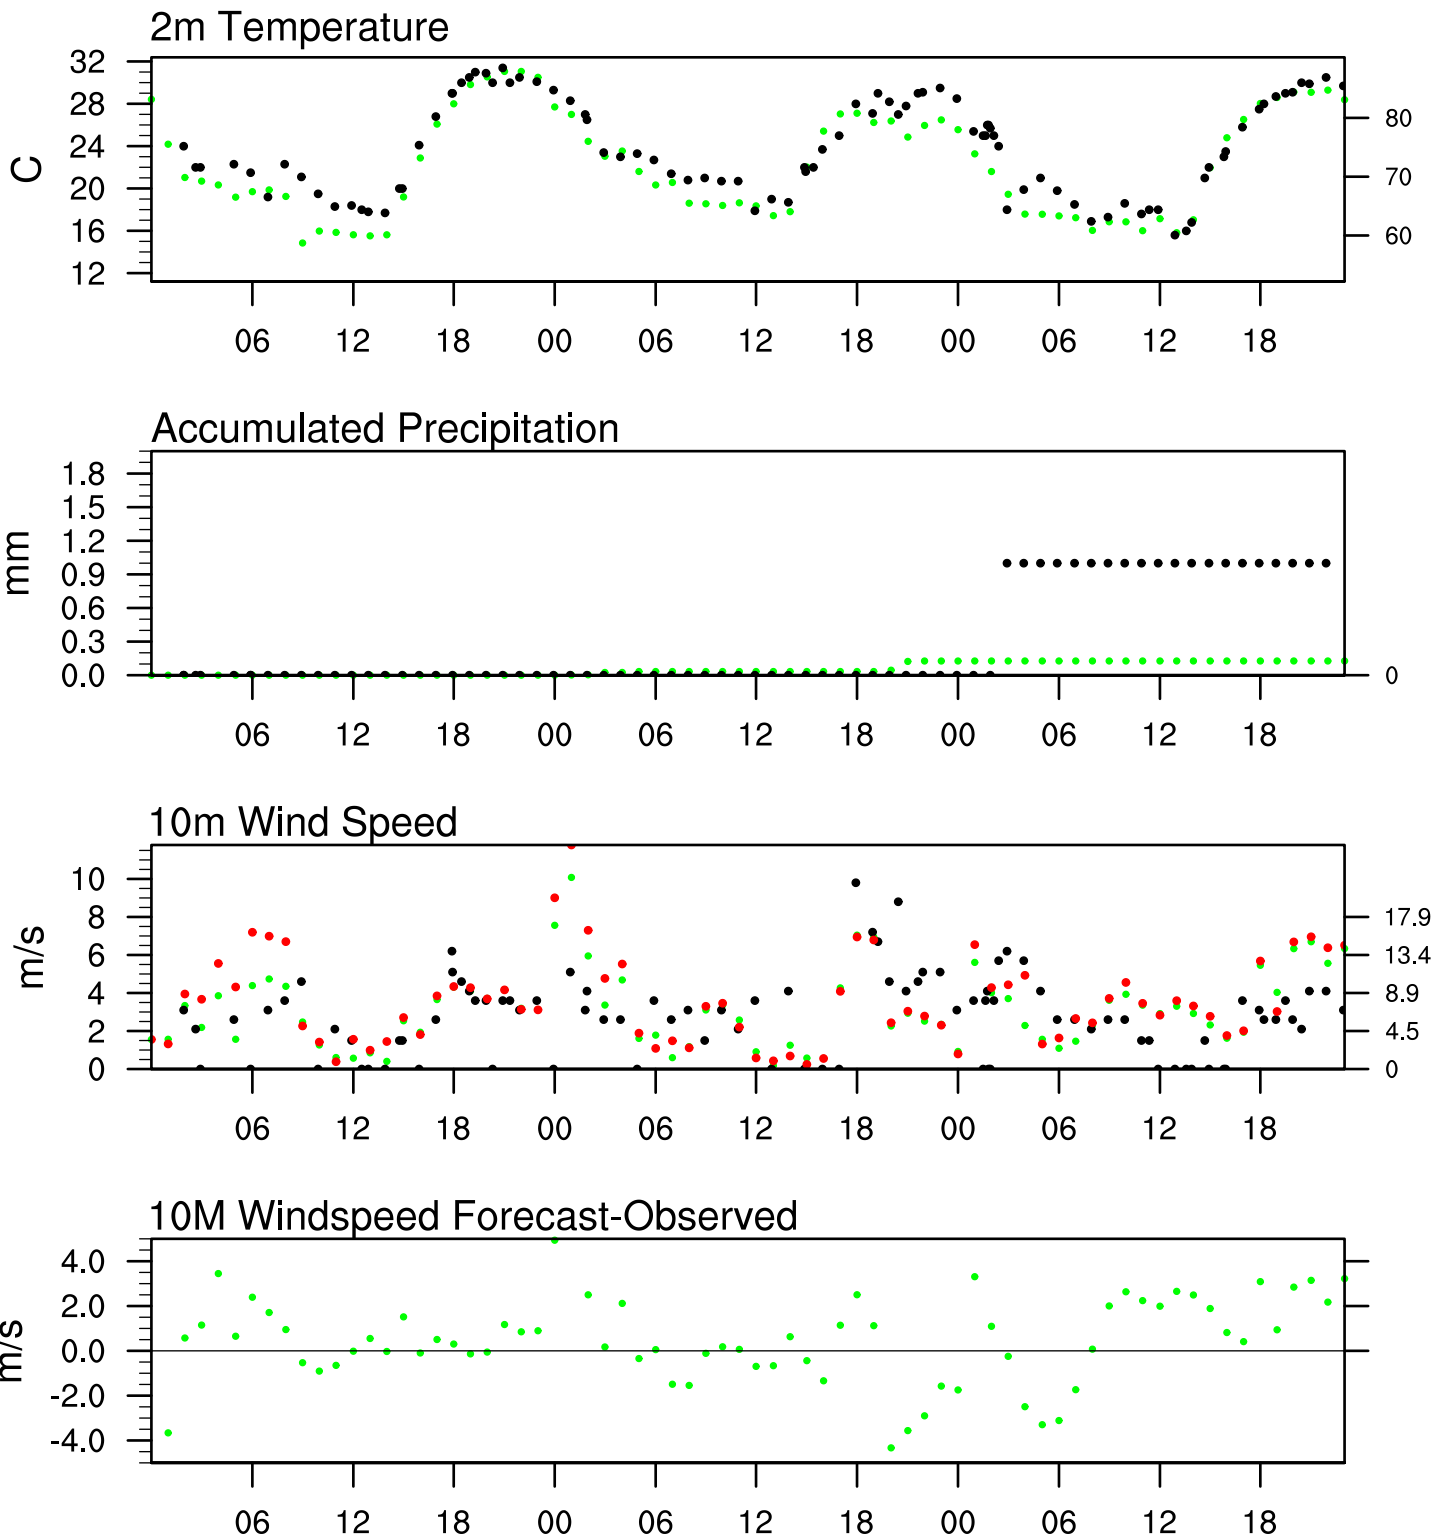 2m Temperature
32
28
24
20
16
12
C
80
70
60
06 12 18 00 06 12 18 00 06 12 18
Accumulated Precipitation
1.8
1.5
1.2
0.9
0.6
0.3
0.0
mm
0
06 12 18 00 06 12 18 00 06 12 18
10m Wind Speed
10
8
6
4
2
0
m/s
17.9
13.4
8.9
4.5
0
06 12 18 00 06 12 18 00 06 12 18
10M Windspeed Forecast-Observed
4.0
2.0
0.0
-2.0
-4.0
m/s
06 12 18 00 06 12 18 00 06 12 18